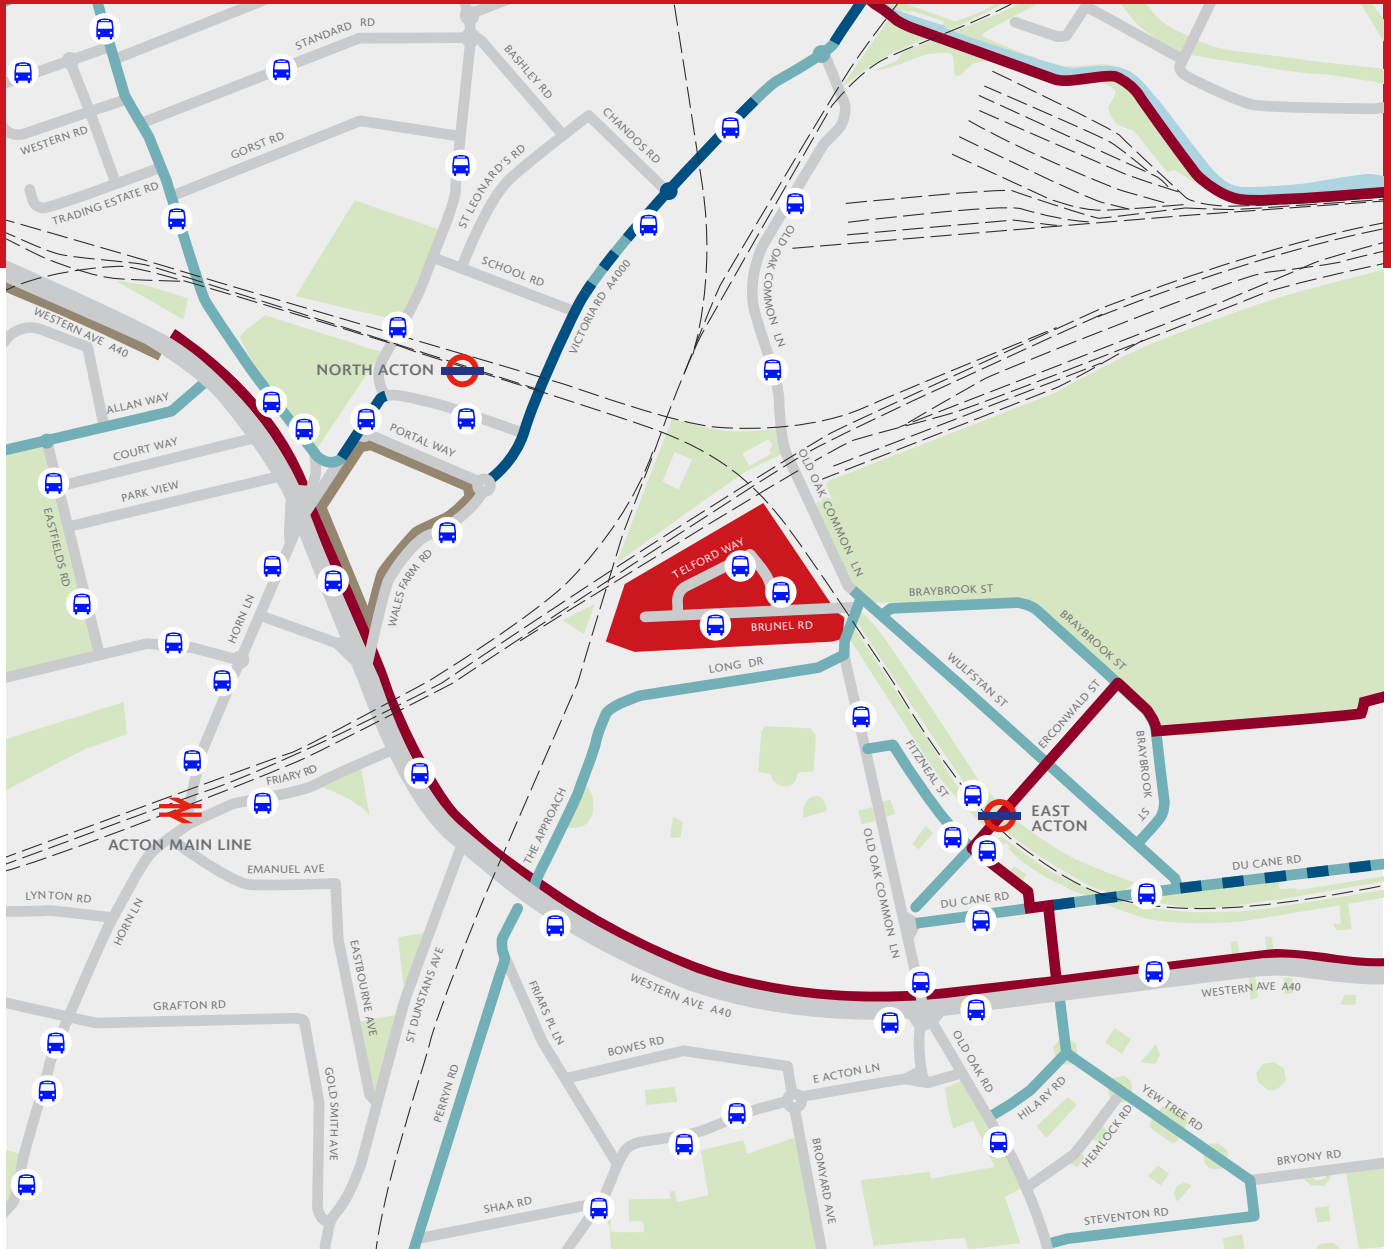 STANDARD RD
BASHLEY RD
WESTERN RD
GORST RD
CHANDOS RD
TRADING ESTATE RD
ST LEONARD'S RD
SCHOOL RD
VICTORIA RD A4000
OLD OAK COMMON LN
WESTERN AVE A40
NORTH ACTON
ALLAN WAY
PORTAL WAY
COURT WAY
PARK VIEW
OLD OAK COMMON LN
EASTFIELDS RD
WALES FARM RD
TELFORD WAY
BRUNEL RD
BRAYBROOK ST
BRAYBROOK ST
HORN LN
LONG DR
WULFSTAN ST
ERCONWALD ST
BRAYBROOK ST
FITZNEAL ST
FRIARY RD
THE APPROACH
EAST
ACTON
ACTON MAIN LINE
OLD OAK COMMON LN
EMANUEL AVE
DU CANE RD
LYNTON RD
DU CANE RD
HORN LN
EASTBOURNE AVE
ST DUNSTANS AVE
WESTERN AVE A40
WESTERN AVE A40
GRAFTON RD
FRIARS PL LN
BOWES RD
E ACTON LN
OLD OAK RD
GOLD SMITH AVE
PERRYN RD
HILARY RD
YEW TREE RD
HEMLOCK RD
BROMYARD AVE
BRYONY RD
SHAA RD
STEVENTON RD